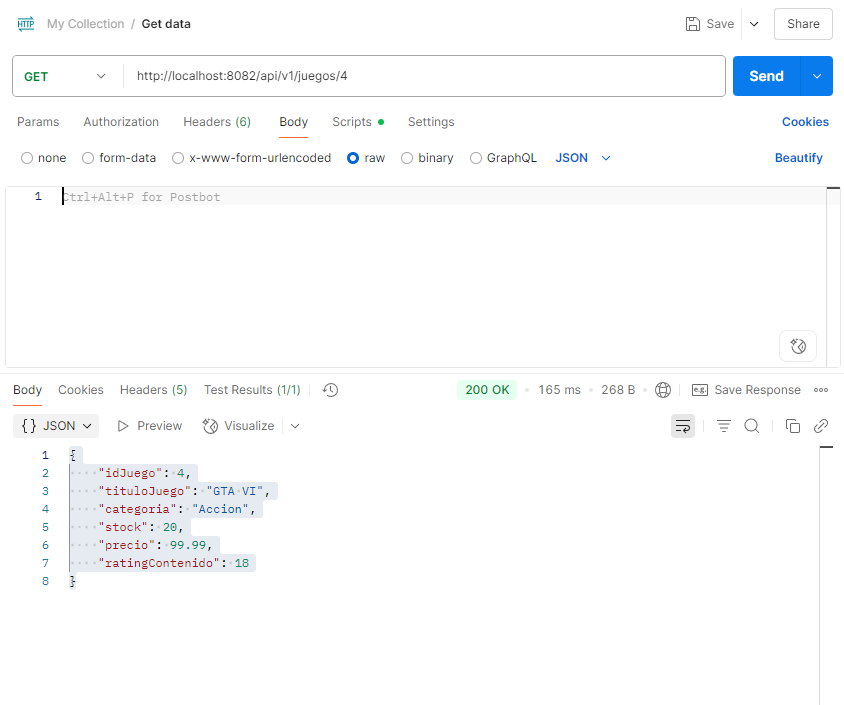 HTTP My Collection / Get data Save Share
GET http://localhost:8082/api/v1/juegos/4 Send
Params Authorization Headers (6) Body Scripts Settings Cookies
none form-data x-www-form-urlencoded raw binary GraphQL JSON Beautify
1 Ctrl+Alt+P for Postbot
Body Cookies Headers (5) Test Results (1/1) 200 OK 165 ms 268 B e.g. Save Response
{} JSON Preview Visualize
1 {
2 "idJuego": 4,
3 "tituloJuego": "GTA VI",
4 "categoria": "Accion",
5 "stock": 20,
6 "precio": 99.99,
7 "ratingContenido": 18
8 }